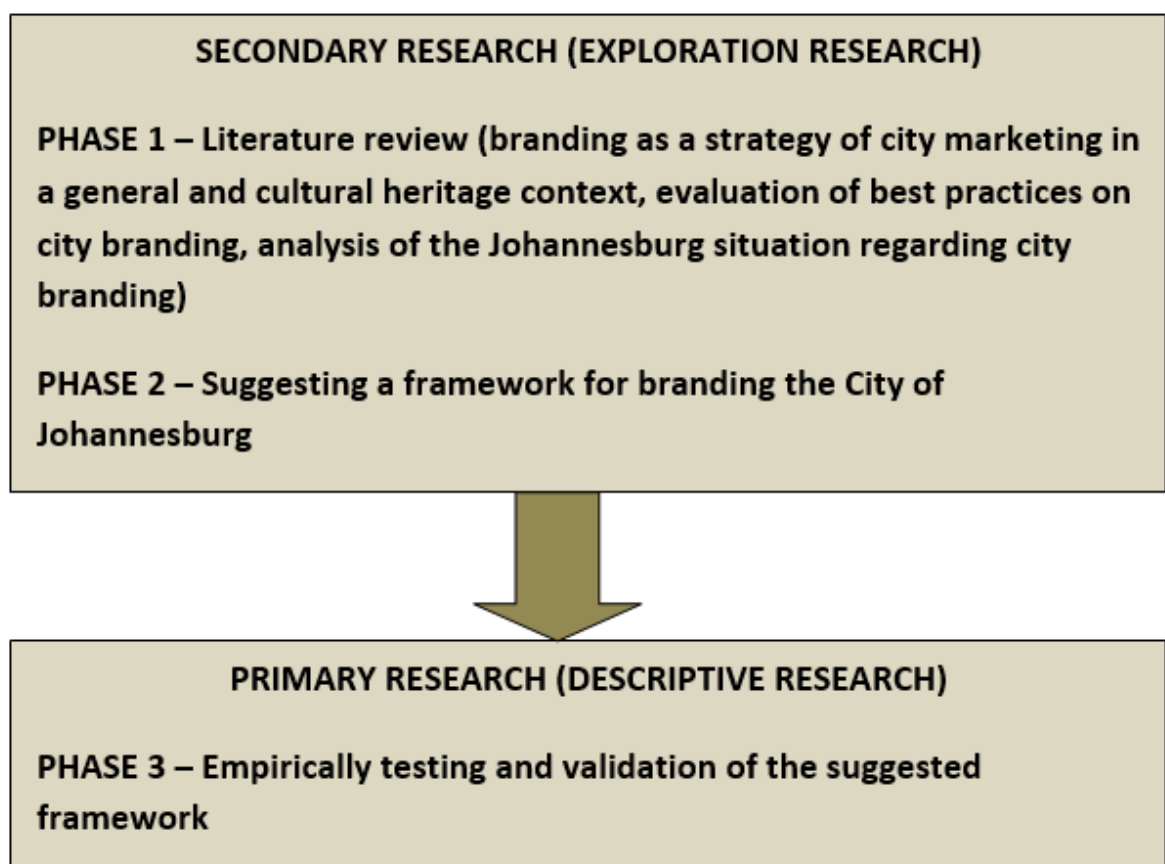 SECONDARY RESEARCH (EXPLORATION RESEARCH)
PHASE 1 – Literature review (branding as a strategy of city marketing in
a general and cultural heritage context, evaluation of best practices on
city branding, analysis of the Johannesburg situation regarding city
branding)
PHASE 2 – Suggesting a framework for branding the City of
Johannesburg
PRIMARY RESEARCH (DESCRIPTIVE RESEARCH)
PHASE 3 – Empirically testing and validation of the suggested
framework